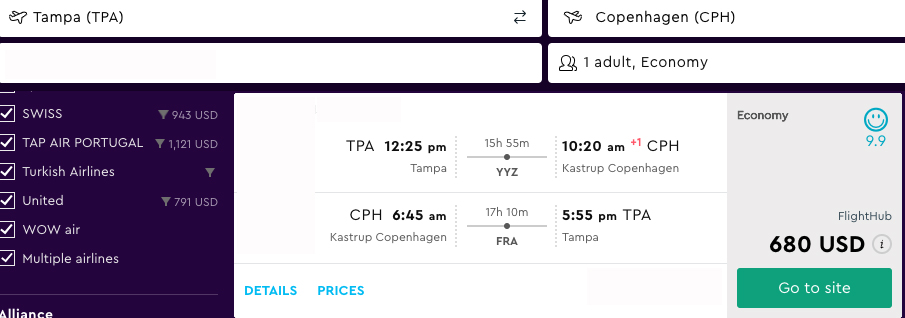 Tampa (TPA)
Copenhagen (CPH)
1 adult, Economy
SWISS 943 USD
TAP AIR PORTUGAL 1,121 USD
Turkish Airlines
United 791 USD
WOW air
Multiple airlines
Alliance
TPA 12:25 pm 15h 55m 10:20 am +1 CPH
Tampa YYZ Kastrup Copenhagen
CPH 6:45 am 17h 10m 5:55 pm TPA
Kastrup Copenhagen FRA Tampa
DETAILS PRICES
Economy
9.9
FlightHub
680 USD i
Go to site